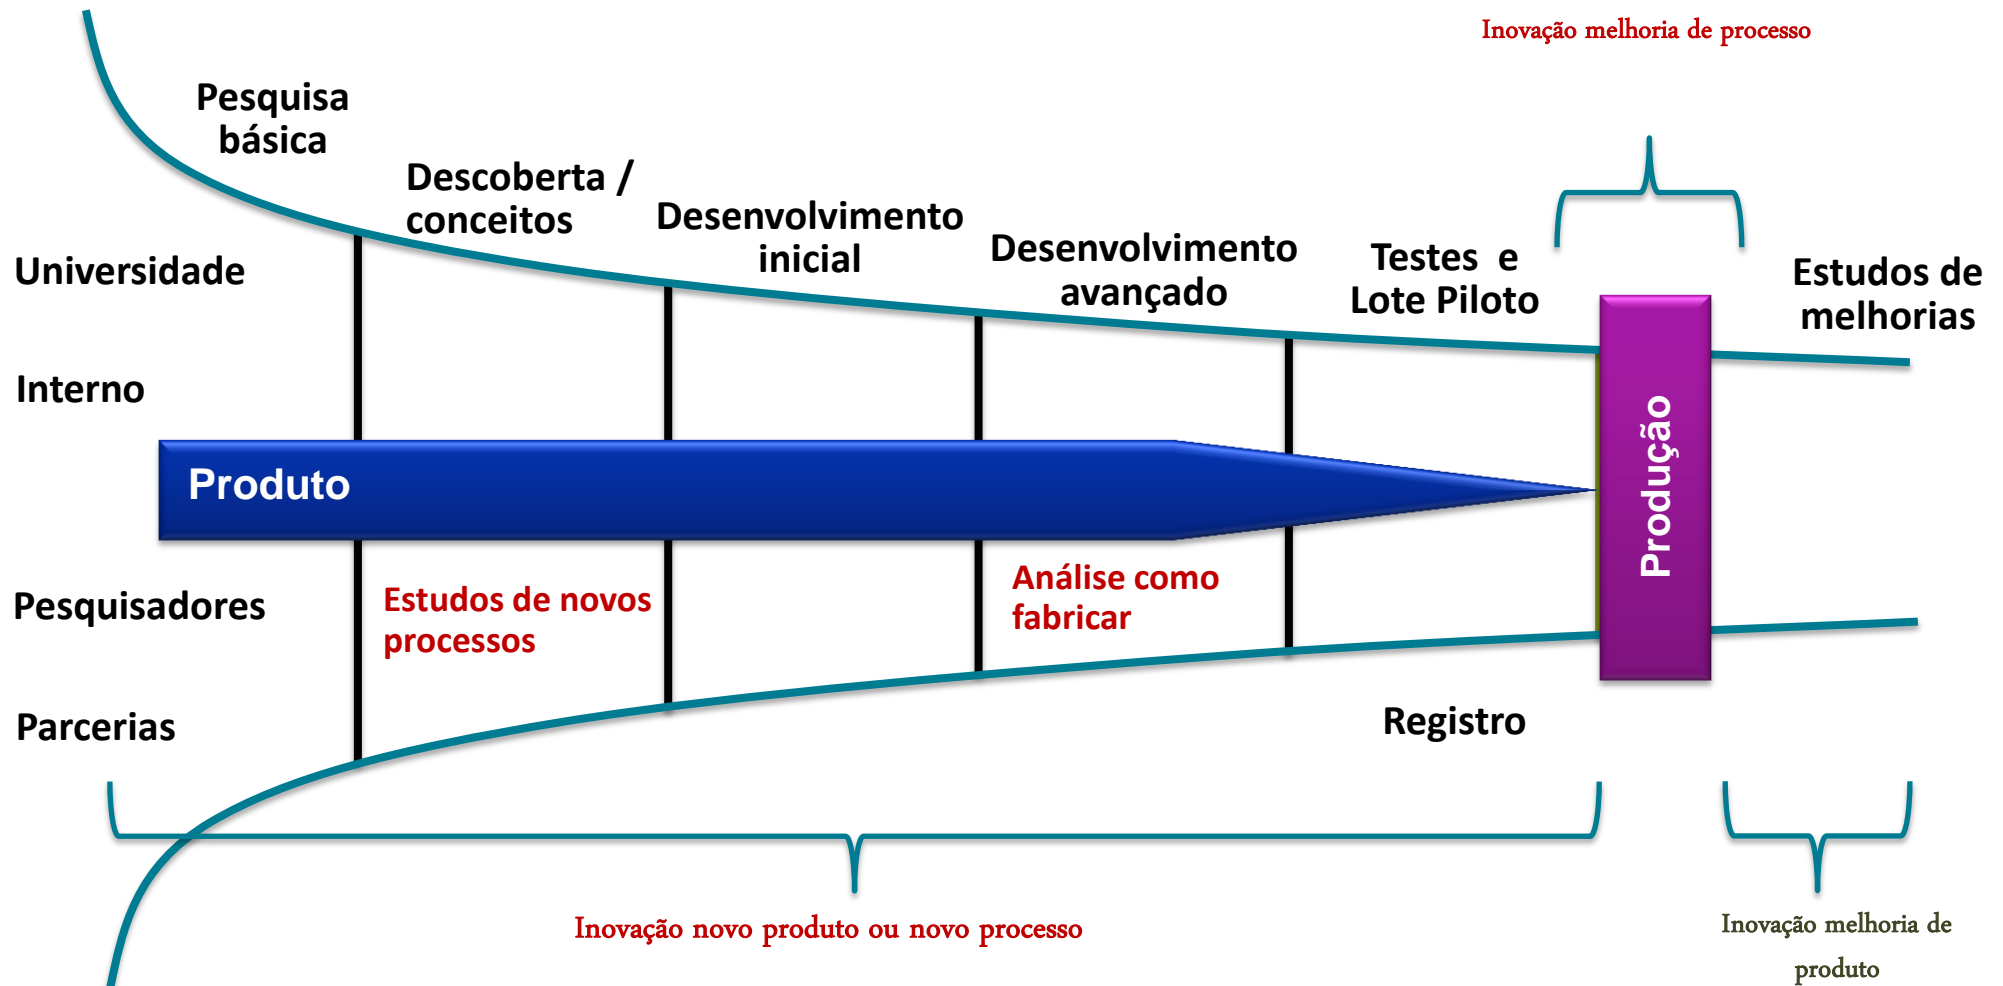 Inovação melhoria de processo
Pesquisa
básica
Descoberta /
conceitos
Desenvolvimento
inicial
Desenvolvimento
avançado
Testes e
Lote Piloto
Estudos de
melhorias
Universidade
Interno
Produto
Produção
Pesquisadores
Estudos de novos
processos
Análise como
fabricar
Parcerias
Registro
Inovação novo produto ou novo processo
Inovação melhoria de
produto